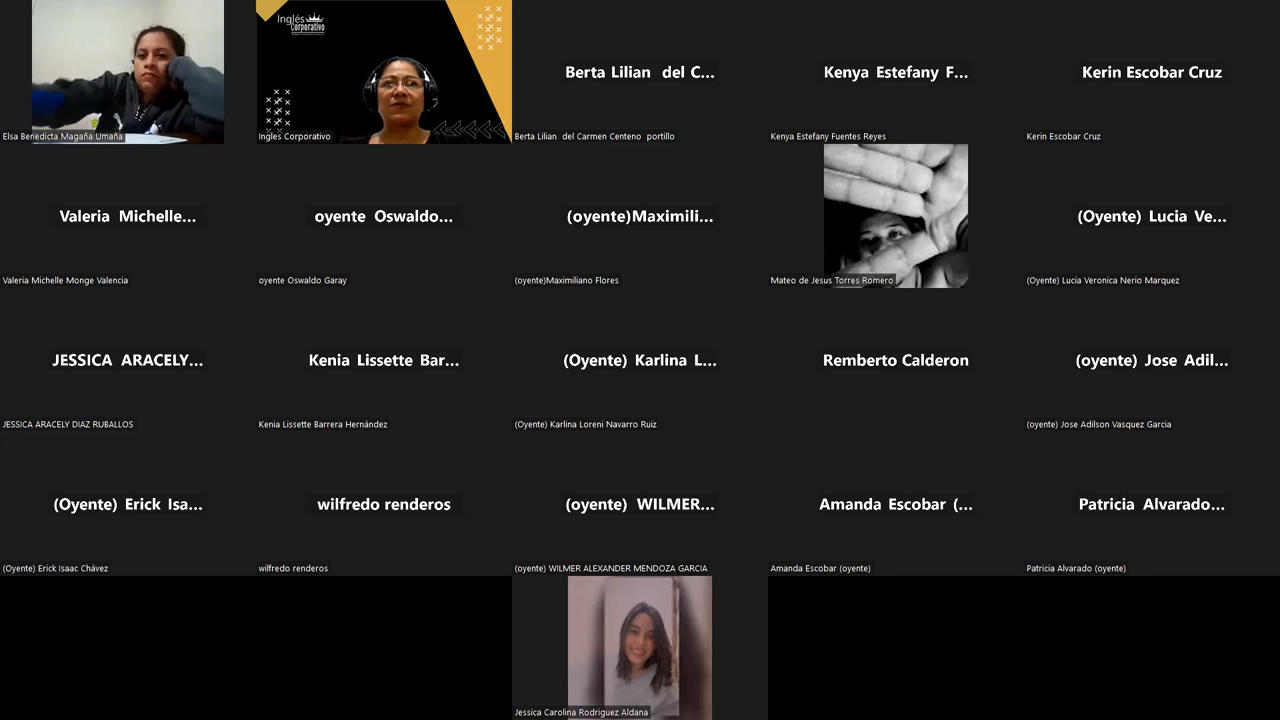 Inglés
Corporativo
Elsa Benedicta Magaña Umaña
Ingles Corporativo
Berta Lilian del C...
Berta Lilian del Carmen Centeno portillo
Kenya Estefany F...
Kenya Estefany Fuentes Reyes
Kerin Escobar Cruz
Kerin Escobar Cruz
Valeria Michelle...
Valeria Michelle Monge Valencia
oyente Oswaldo...
oyente Oswaldo Garay
(oyente)Maximili...
(oyente)Maximiliano Flores
Mateo de Jesus Torres Romero
(Oyente) Lucia Ve...
(Oyente) Lucia Veronica Nerio Marquez
JESSICA ARACELY...
JESSICA ARACELY DIAZ RUBALLOS
Kenia Lissette Bar...
Kenia Lissette Barrera Hernández
(Oyente) Karlina L...
(Oyente) Karlina Loreni Navarro Ruiz
Remberto Calderon
(oyente) Jose Adil...
(oyente) Jose Adilson Vasquez Garcia
(Oyente) Erick Isa...
(Oyente) Erick Isaac Chávez
wilfredo renderos
wilfredo renderos
(oyente) WILMER...
(oyente) WILMER ALEXANDER MENDOZA GARCIA
Amanda Escobar (...
Amanda Escobar (oyente)
Patricia Alvarado...
Patricia Alvarado (oyente)
Jessica Carolina Rodriguez Aldana